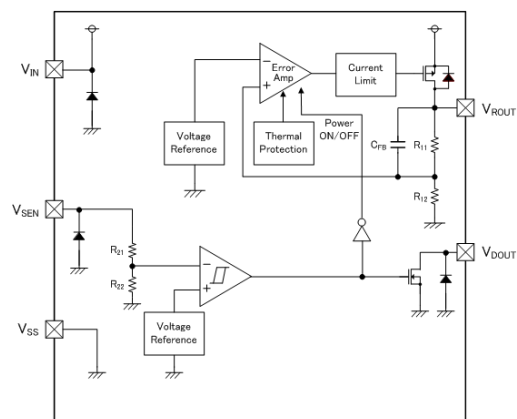 VIN
Error
Amp
−
+
Current
Limit
VROUT
Voltage
Reference
Thermal
Protection
Power
ON/OFF
CFB
R11
R12
VSEN
R21
R22
−
+
VDOUT
Voltage
Reference
VSS